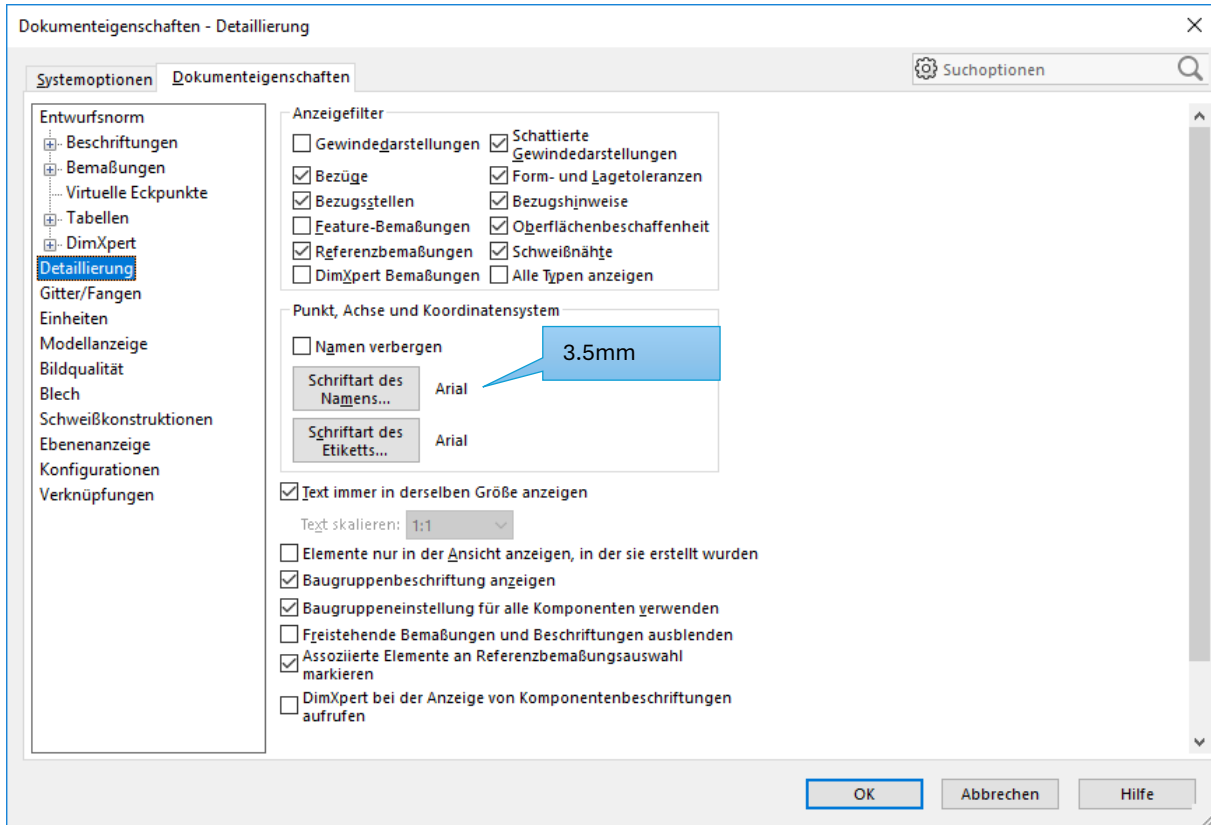 Dokumenteigenschaften - Detaillierung
Systemoptionen
Dokumenteigenschaften
Suchoptionen
Entwurfsnorm
Beschriftungen
Bemaßungen
Virtuelle Eckpunkte
Tabellen
DimXpert
Detaillierung
Gitter/Fangen
Einheiten
Modellanzeige
Bildqualität
Blech
Schweißkonstruktionen
Ebenenanzeige
Konfigurationen
Verknüpfungen
Anzeigefilter
Gewindedarstellungen
Schattierte
Gewindedarstellungen
Bezüge
Form- und Lagetoleranzen
Bezugsstellen
Bezugshinweise
Feature-Bemaßungen
Oberflächenbeschaffenheit
Referenzbemaßungen
Schweißnähte
DimXpert Bemaßungen
Alle Typen anzeigen
Punkt, Achse und Koordinatensystem
Namen verbergen
3.5mm
Schriftart des
Namens...
Arial
Schriftart des
Etiketts...
Arial
Text immer in derselben Größe anzeigen
Text skalieren: 1:1
Elemente nur in der Ansicht anzeigen, in der sie erstellt wurden
Baugruppenbeschriftung anzeigen
Baugruppeneinstellung für alle Komponenten verwenden
Freistehende Bemaßungen und Beschriftungen ausblenden
Assoziierte Elemente an Referenzbemaßungsauswahl
markieren
DimXpert bei der Anzeige von Komponentenbeschriftungen
aufrufen
OK
Abbrechen
Hilfe